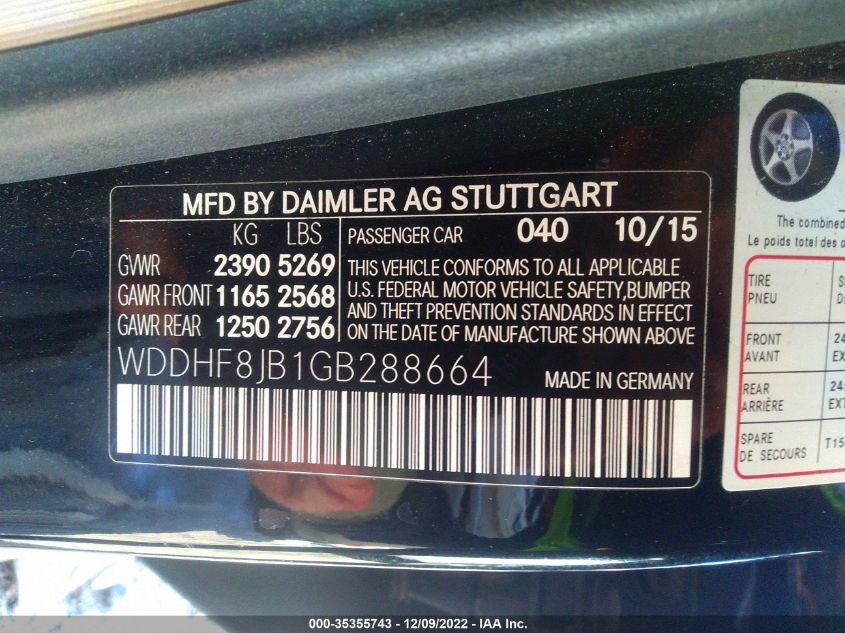 MFD BY DAIMLER AG STUTTGART
KG LBS
GVWR 2390 5269
GAWR FRONT 1165 2568
GAWR REAR 1250 2756
PASSENGER CAR 040 10/15
THIS VEHICLE CONFORMS TO ALL APPLICABLE
U.S. FEDERAL MOTOR VEHICLE SAFETY,BUMPER
AND THEFT PREVENTION STANDARDS IN EFFECT
ON THE DATE OF MANUFACTURE SHOWN ABOVE
WDDHF8JB1GB288664 MADE IN GERMANY
The combined
Le poids total des
TIRE
PNEU
FRONT
AVANT
REAR
ARRIÈRE
SPARE
DE SECOURS
000-35355743 - 12/09/2022 - IAA Inc.